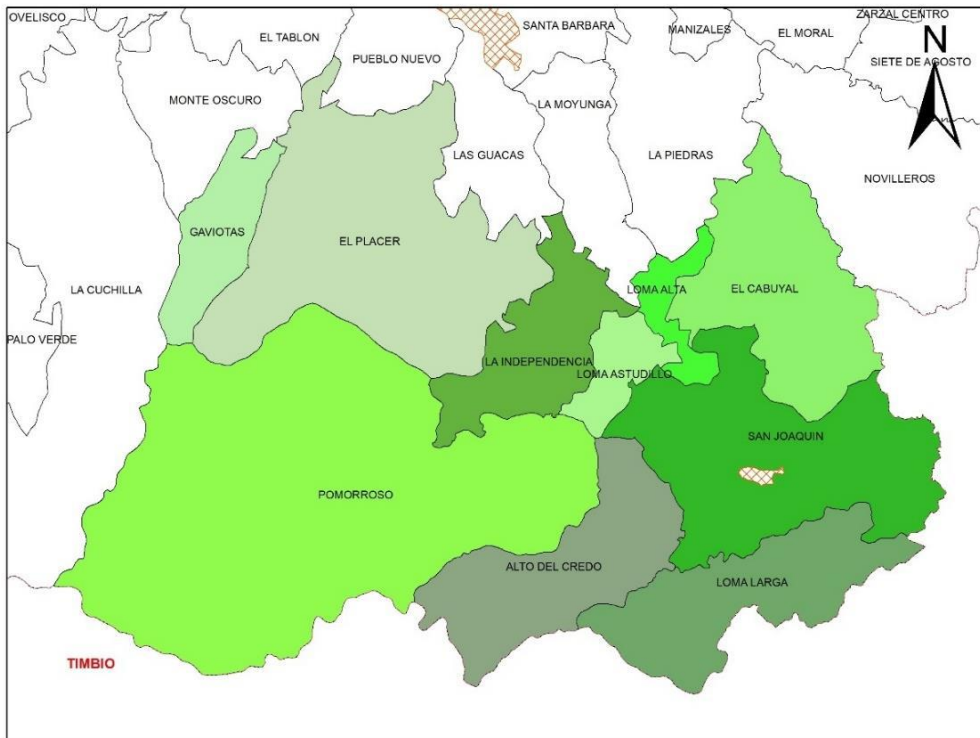 OVELISCO
EL TABLON
SANTA BARBARA
MANIZALES
EL MORAL
ZARZAL CENTRO
N
SIETE DE AGOSTO
PUEBLO NUEVO
MONTE OSCURO
LA MOYUNGA
LAS GUACAS
LA PIEDRAS
NOVILLEROS
GAVIOTAS
EL PLACER
LA CUCHILLA
LOMA ALTA
EL CABUYAL
PALO VERDE
LA INDEPENDENCIA
LOMA ASTUDILLO
SAN JOAQUIN
POMORROSO
ALTO DEL CREDO
LOMA LARGA
TIMBIO